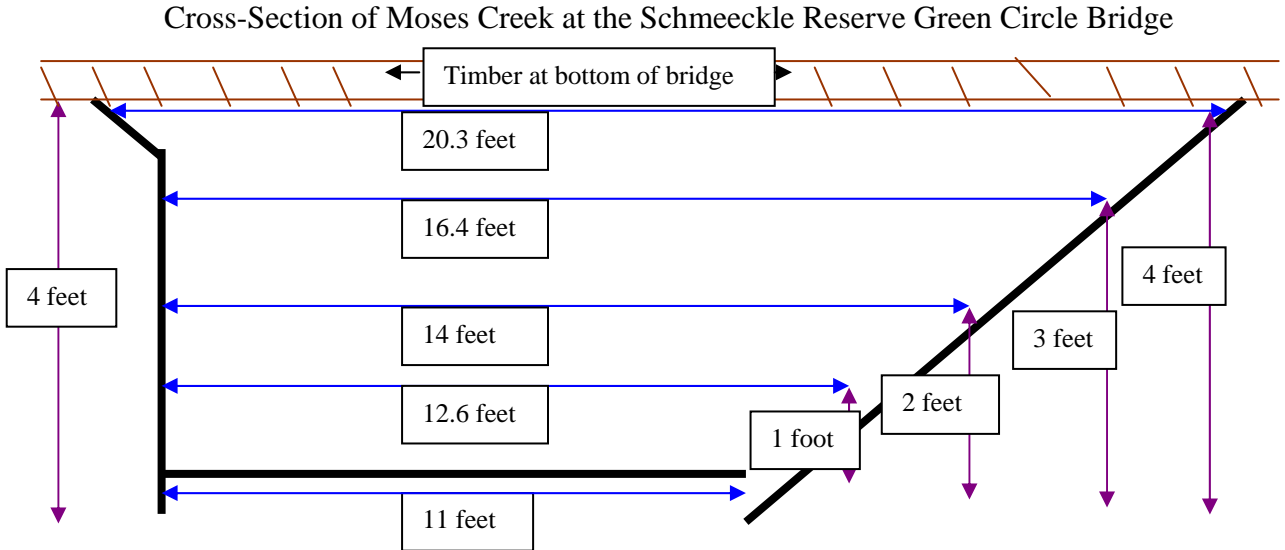 Cross-Section of Moses Creek at the Schmeeckle Reserve Green Circle Bridge
Timber at bottom of bridge
20.3 feet
16.4 feet
4 feet
4 feet
14 feet
3 feet
12.6 feet
2 feet
1 foot
11 feet